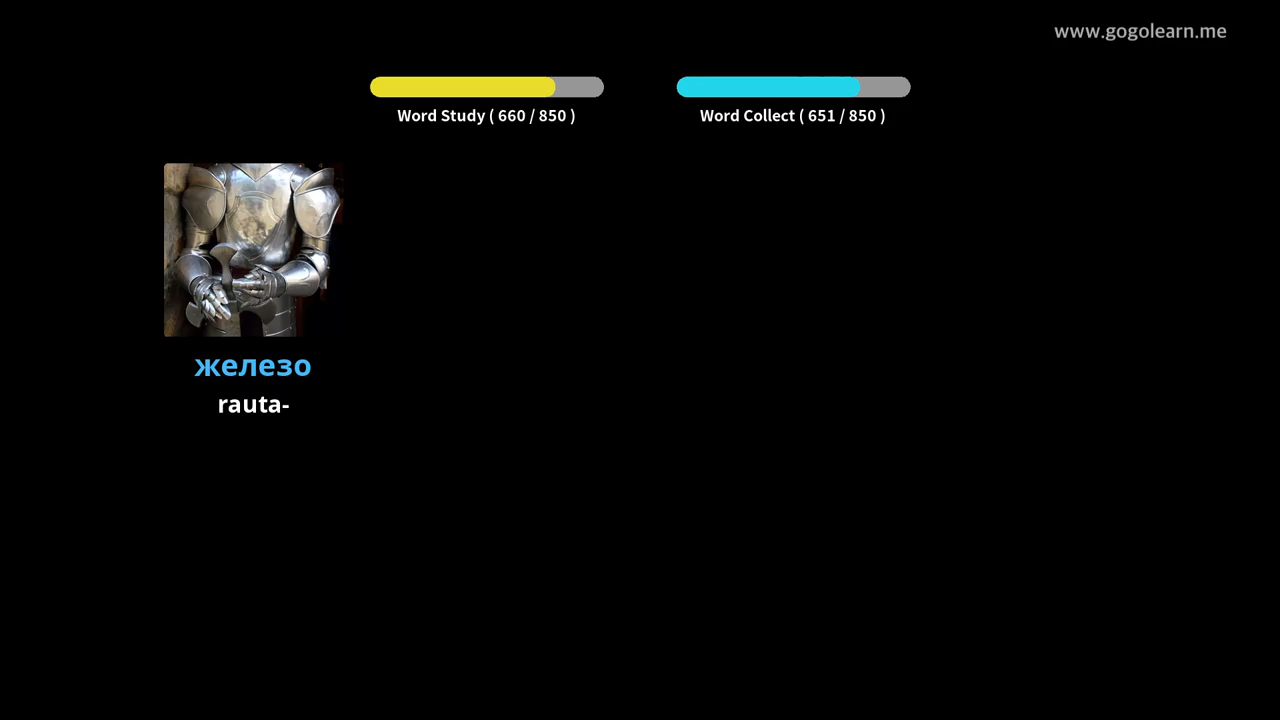 www.gogolearn.me
Word Study ( 660 / 850 )
Word Collect ( 651 / 850 )
железо
rauta-